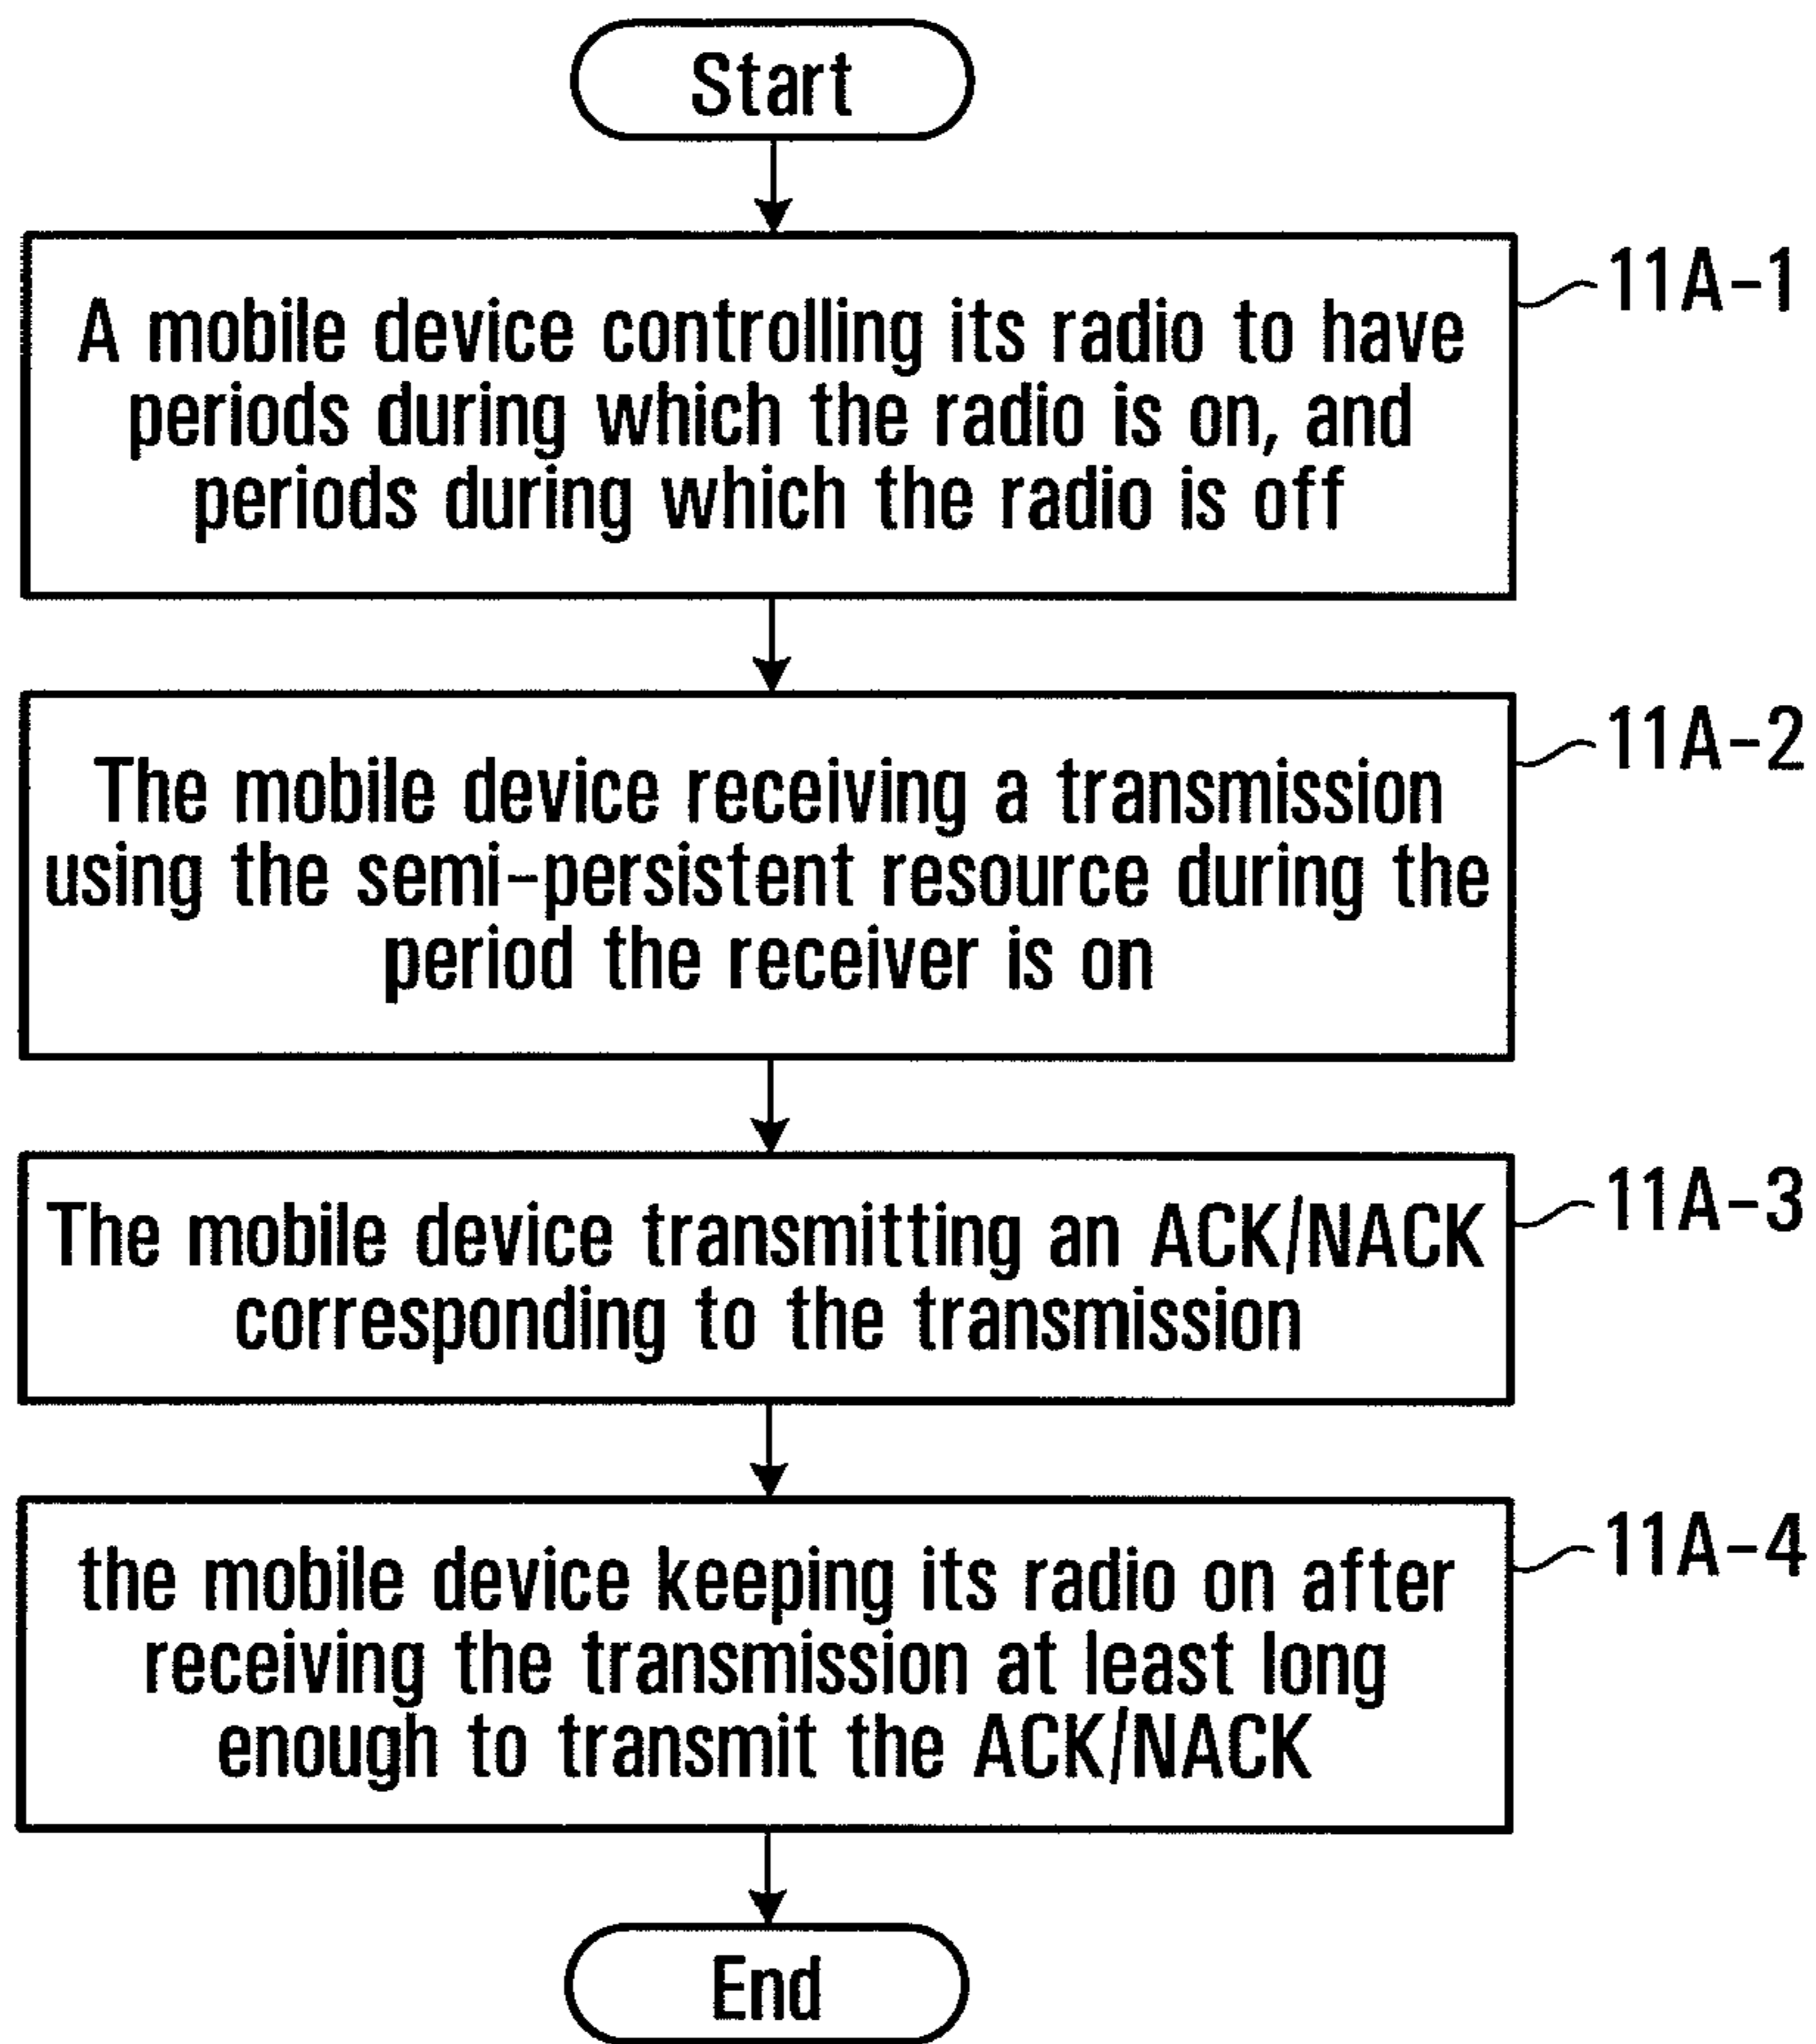 Start
A mobile device controlling its radio to have
periods during which the radio is on, and
periods during which the radio is off
11A-1
The mobile device receiving a transmission
using the semi-persistent resource during the
period the receiver is on
11A-2
The mobile device transmitting an ACK/NACK
corresponding to the transmission
11A-3
the mobile device keeping its radio on after
receiving the transmission at least long
enough to transmit the ACK/NACK
11A-4
End